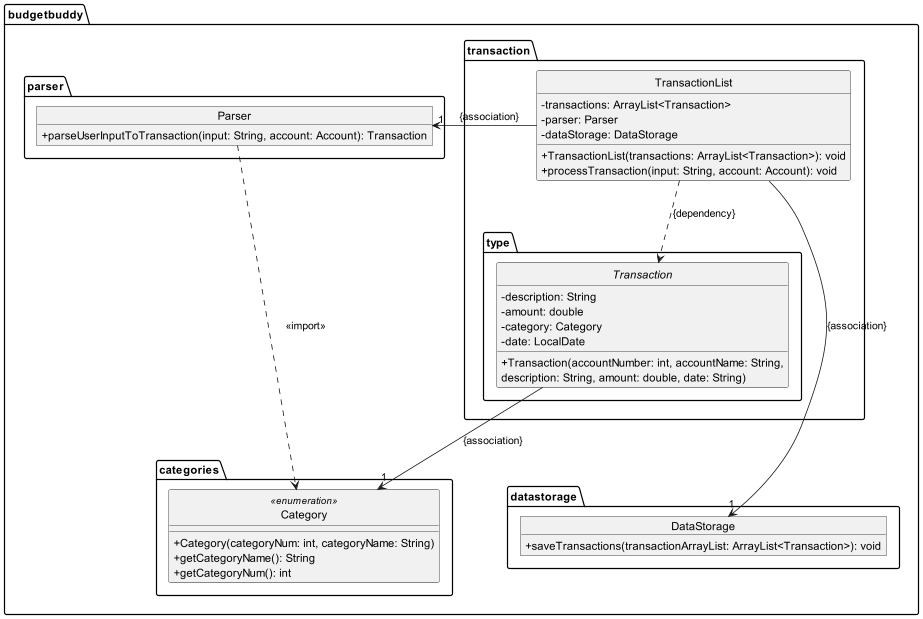 budgetbuddy
transaction
TransactionList
-transactions: ArrayList<Transaction>
-parser: Parser
-dataStorage: DataStorage
+TransactionList(transactions: ArrayList<Transaction>): void
+processTransaction(input: String, account: Account): void
parser
Parser
+parseUserInputToTransaction(input: String, account: Account): Transaction
1
{association}
{dependency}
type
Transaction
-description: String
-amount: double
-category: Category
-date: LocalDate
+Transaction(accountNumber: int, accountName: String,
description: String, amount: double, date: String)
«import»
{association}
{association}
1
1
categories
«enumeration»
Category
+Category(categoryNum: int, categoryName: String)
+getCategoryName(): String
+getCategoryNum(): int
datastorage
DataStorage
+saveTransactions(transactionArrayList: ArrayList<Transaction>): void